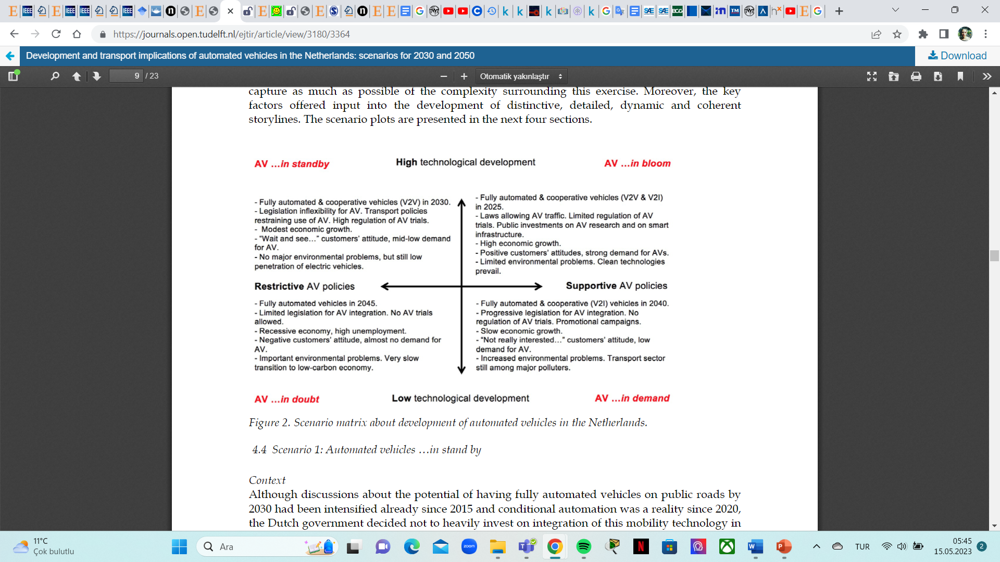 https://journals.open.tudelft.nl/ejtir/article/view/3180/3364
Development and transport implications of automated vehicles in the Netherlands: scenarios for 2030 and 2050
Download
9 / 23
Otomatik yakınlaştır
capture as much as possible of the complexity surrounding this exercise. Moreover, the key
factors offered input into the development of distinctive, detailed, dynamic and coherent
storylines. The scenario plots are presented in the next four sections.
AV ...in standby
High technological development
AV ...in bloom
- Fully automated & cooperative vehicles (V2V) in 2030.
- Legislation inflexibility for AV. Transport policies
restraining use of AV. High regulation of AV trials.
- Modest economic growth.
- “Wait and see...” customers’ attitude, mid-low demand
for AV.
- No major environmental problems, but still low
penetration of electric vehicles.
- Fully automated & cooperative vehicles (V2V & V2I)
in 2025.
- Laws allowing AV traffic. Limited regulation of AV
trials. Public investments on AV research and on smart
infrastructure.
- High economic growth.
- Positive customers’ attitudes, strong demand for AVs.
- Limited environmental problems. Clean technologies
prevail.
Restrictive AV policies
Supportive AV policies
- Fully automated vehicles in 2045.
- Limited legislation for AV integration. No AV trials
allowed.
- Recessive economy, high unemployment.
- Negative customers’ attitude, almost no demand for
AV.
- Important environmental problems. Very slow
transition to low-carbon economy.
- Fully automated & cooperative (V2I) vehicles in 2040.
- Progressive legislation for AV integration. No
regulation of AV trials. Promotional campaigns.
- Slow economic growth.
- “Not really interested...” customers’ attitude, low
demand for AV.
- Increased environmental problems. Transport sector
still among major polluters.
AV ...in doubt
Low technological development
AV ...in demand
Figure 2. Scenario matrix about development of automated vehicles in the Netherlands.
4.4 Scenario 1: Automated vehicles ...in stand by
Context
Although discussions about the potential of having fully automated vehicles on public roads by
2030 had been intensified already since 2015 and conditional automation was a reality since 2020,
the Dutch government decided not to heavily invest on integration of this mobility technology in
11°C
Çok bulutlu
Ara
zoom
TUR
05:45
15.05.2023
2